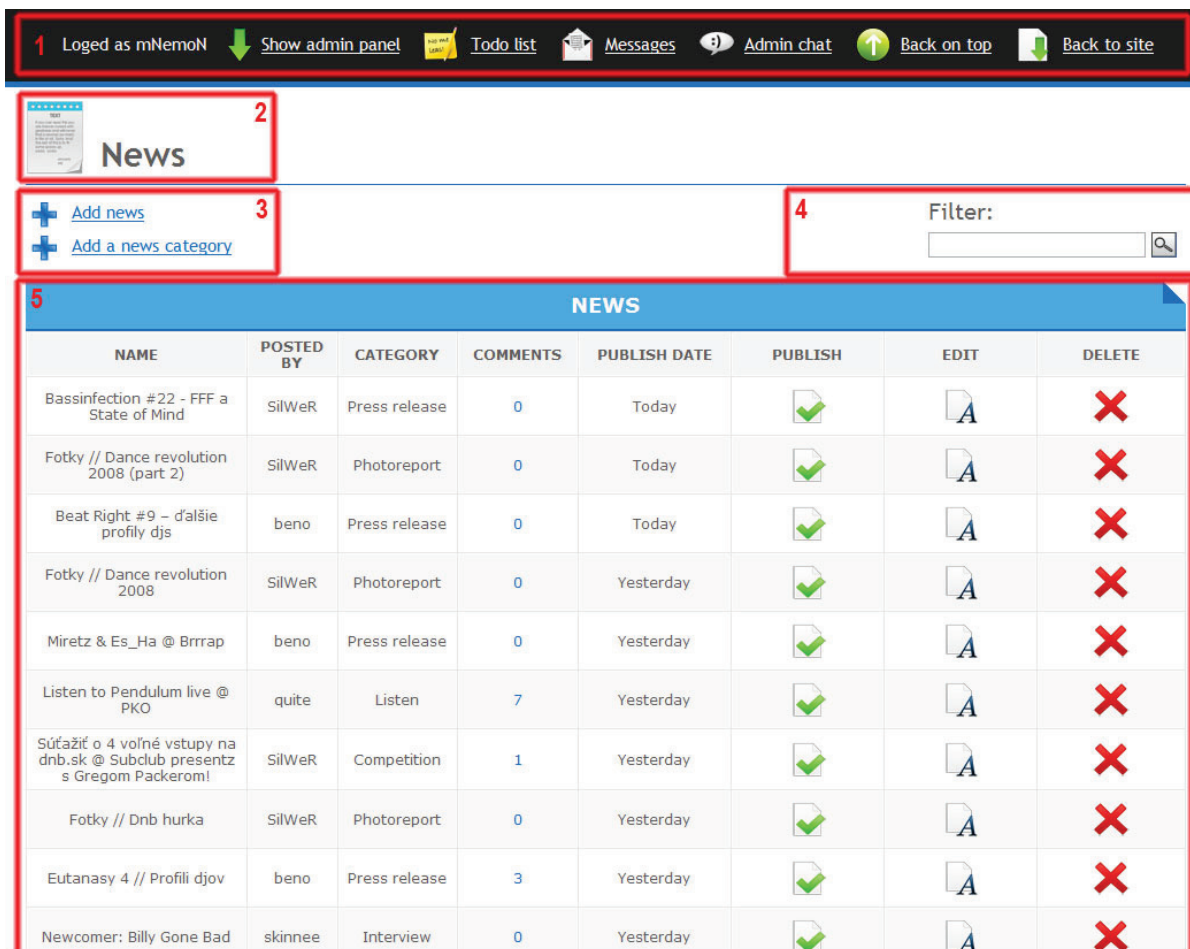 1 Loged as mNemoN Show admin panel Todo list Messages Admin chat Back on top Back to site
2
TEXT
News
3
Add news
Add a news category
4
Filter:
5
NEWS
NAME POSTED BY CATEGORY COMMENTS PUBLISH DATE PUBLISH EDIT DELETE
Bassinfection #22 - FFF a
State of Mind
SilWeR Press release 0 Today
Fotky // Dance revolution
2008 (part 2)
SilWeR Photoreport 0 Today
Beat Right #9 – ďalšie
profily djs
beno Press release 0 Today
Fotky // Dance revolution
2008
SilWeR Photoreport 0 Yesterday
Miretz & Es_Ha @ Brrrap beno Press release 0 Yesterday
Listen to Pendulum live @
PKO
quite Listen 7 Yesterday
Súťažiť o 4 voľné vstupy na
dnb.sk @ Subclub presentz
s Gregom Packerom!
SilWeR Competition 1 Yesterday
Fotky // Dnb hurka SilWeR Photoreport 0 Yesterday
Eutanasy 4 // Profili djov beno Press release 3 Yesterday
Newcomer: Billy Gone Bad skinnee Interview 0 Yesterday